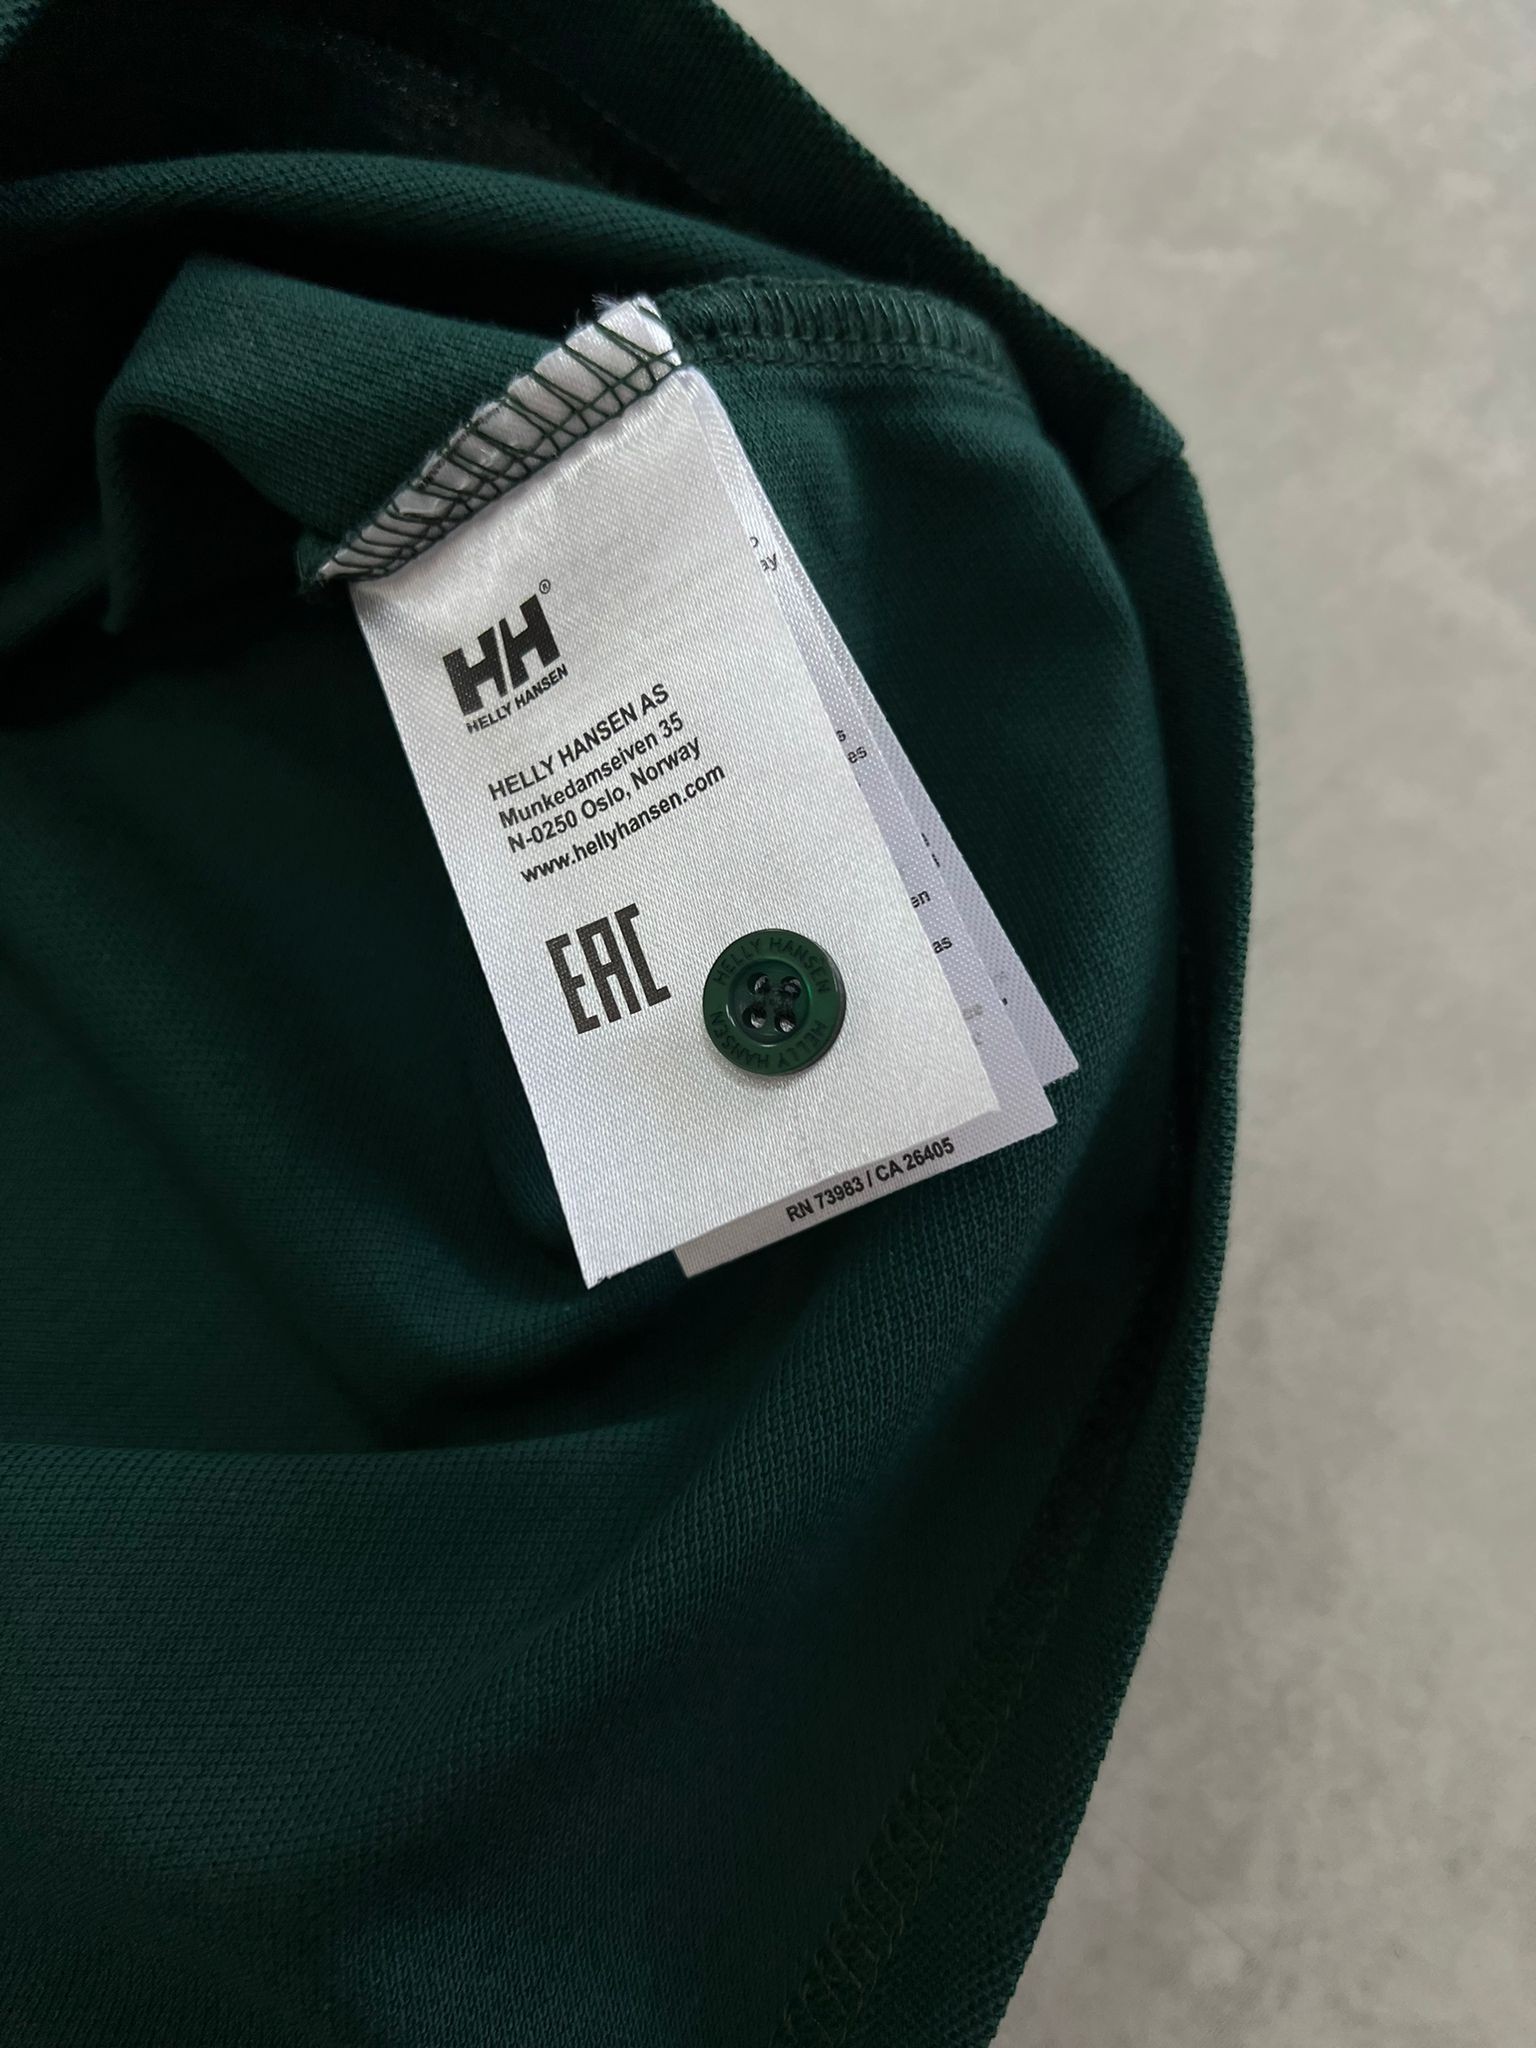 HH®
HELLY HANSEN
HELLY HANSEN AS
Munkedamseiven 35
N-0250 Oslo, Norway
www.hellyhansen.com
EAC
HELLY HANSEN
HELLY HANSEN
RN 73983 / CA 26405